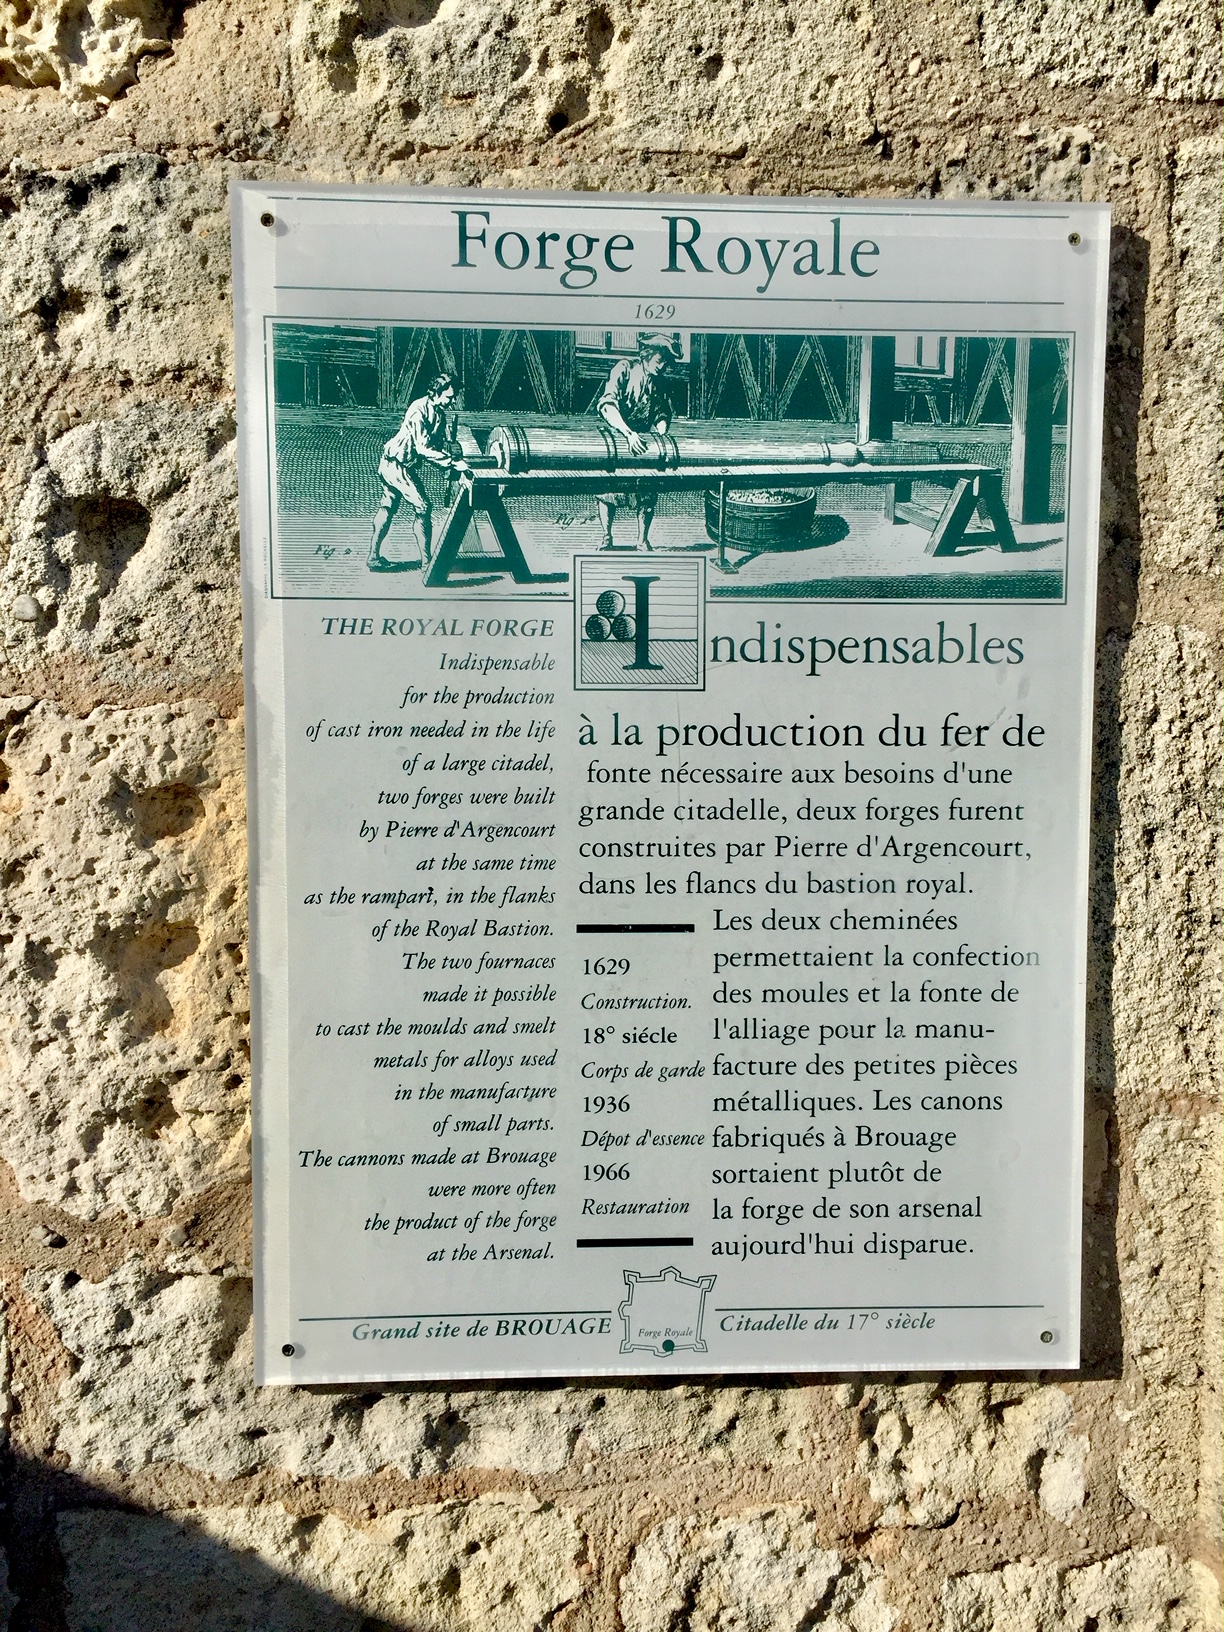 Forge Royale
1629
Fig. 2.
Fig. 1e
THE ROYAL FORGE
Indispensable
for the production
of cast iron needed in the life
of a large citadel,
two forges were built
by Pierre d'Argencourt
at the same time
as the rampart, in the flanks
of the Royal Bastion.
The two fournaces
made it possible
to cast the moulds and smelt
metals for alloys used
in the manufacture
of small parts.
The cannons made at Brouage
were more often
the product of the forge
at the Arsenal.
Indispensables
à la production du fer de
fonte nécessaire aux besoins d'une
grande citadelle, deux forges furent
construites par Pierre d'Argencourt,
dans les flancs du bastion royal.
1629
Construction.
18° siécle
Corps de garde
1936
Dépot d'essence
1966
Restauration
Les deux cheminées
permettaient la confection
des moules et la fonte de
l'alliage pour la manu-
facture des petites pièces
métalliques. Les canons
fabriqués à Brouage
sortaient plutôt de
la forge de son arsenal
aujourd'hui disparue.
Grand site de BROUAGE
Forge Royale
Citadelle du 17° siècle